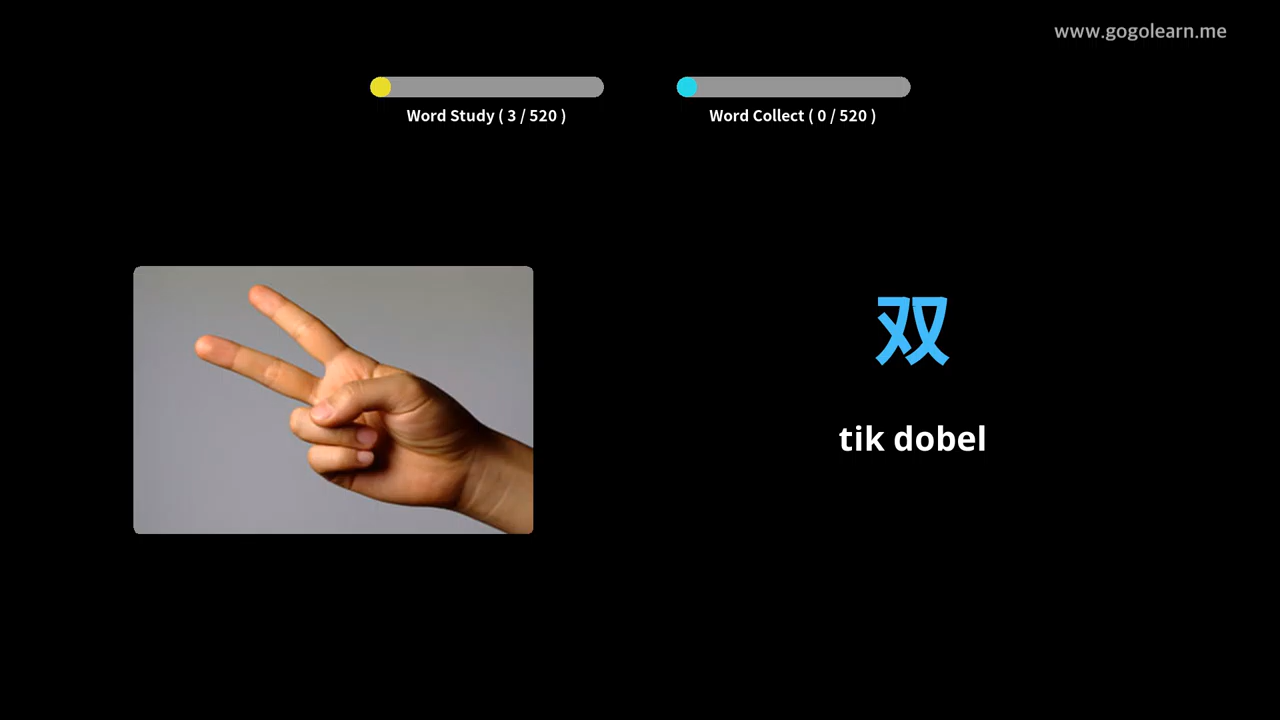 www.gogolearn.me
Word Study ( 3 / 520 )
Word Collect ( 0 / 520 )
双
tik dobel